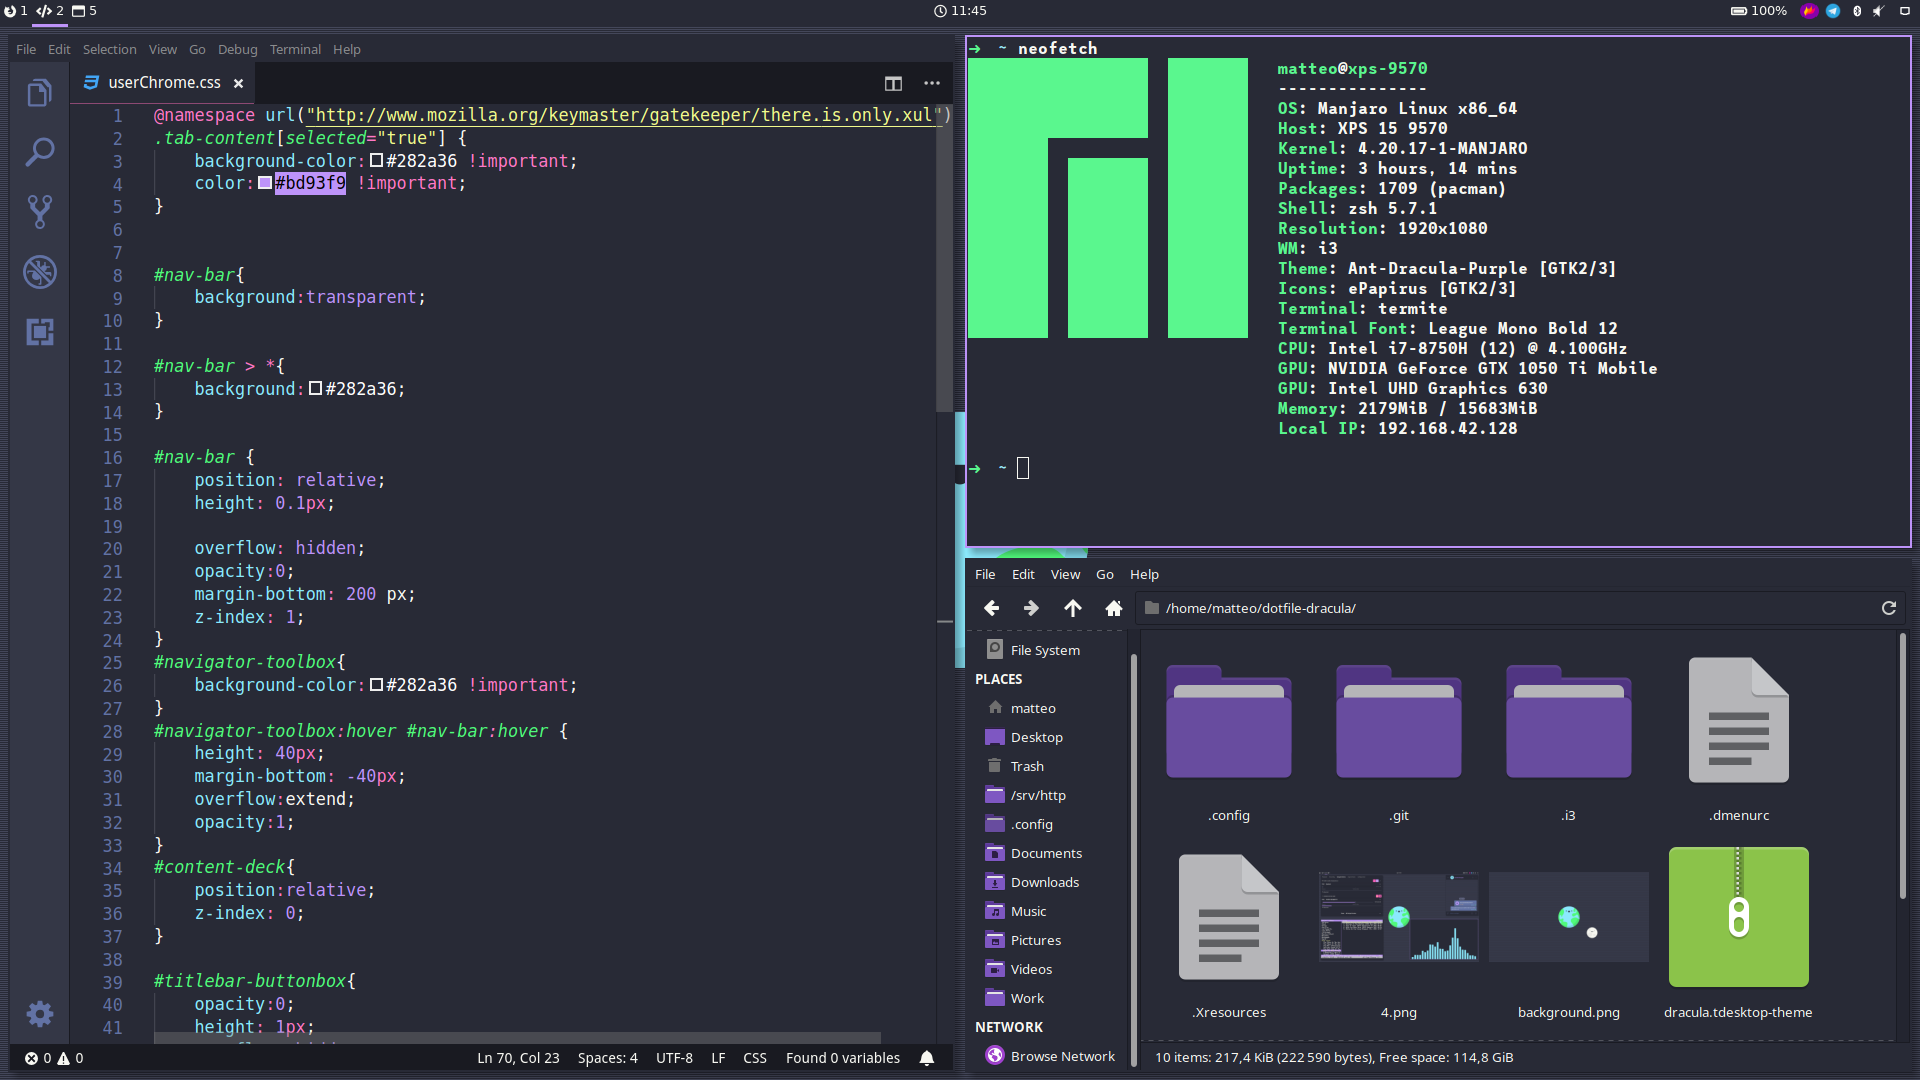 1 2 5
11:45
100%
File Edit Selection View Go Debug Terminal Help
userChrome.css
1 @namespace url("http://www.mozilla.org/keymaster/gatekeeper/there.is.only.xul")
2 .tab-content[selected="true"] {
3 background-color: #282a36 !important;
4 color: #bd93f9 !important;
5 }
6
7
8 #nav-bar{
9 background:transparent;
10 }
11
12 #nav-bar > *{
13 background: #282a36;
14 }
15
16 #nav-bar {
17 position: relative;
18 height: 0.1px;
19
20 overflow: hidden;
21 opacity:0;
22 margin-bottom: 200 px;
23 z-index: 1;
24 }
25 #navigator-toolbox{
26 background-color: #282a36 !important;
27 }
28 #navigator-toolbox:hover #nav-bar:hover {
29 height: 40px;
30 margin-bottom: -40px;
31 overflow:extend;
32 opacity:1;
33 }
34 #content-deck{
35 position:relative;
36 z-index: 0;
37 }
38
39 #titlebar-buttonbox{
40 opacity:0;
41 height: 1px;
0 0
Ln 70, Col 23 Spaces: 4 UTF-8 LF CSS Found 0 variables
➜ ~ neofetch
matteo@xps-9570
---------------
OS: Manjaro Linux x86_64
Host: XPS 15 9570
Kernel: 4.20.17-1-MANJARO
Uptime: 3 hours, 14 mins
Packages: 1709 (pacman)
Shell: zsh 5.7.1
Resolution: 1920x1080
WM: i3
Theme: Ant-Dracula-Purple [GTK2/3]
Icons: ePapirus [GTK2/3]
Terminal: termite
Terminal Font: League Mono Bold 12
CPU: Intel i7-8750H (12) @ 4.100GHz
GPU: NVIDIA GeForce GTX 1050 Ti Mobile
GPU: Intel UHD Graphics 630
Memory: 2179MiB / 15683MiB
Local IP: 192.168.42.128
➜ ~
File Edit View Go Help
/home/matteo/dotfile-dracula/
File System
PLACES
matteo
Desktop
Trash
/srv/http
.config
Documents
Downloads
Music
Pictures
Videos
Work
NETWORK
Browse Network
.config .git .i3 .dmenurc
.Xresources 4.png background.png dracula.tdesktop-theme
10 items: 217,4 KiB (222 590 bytes), Free space: 114,8 GiB